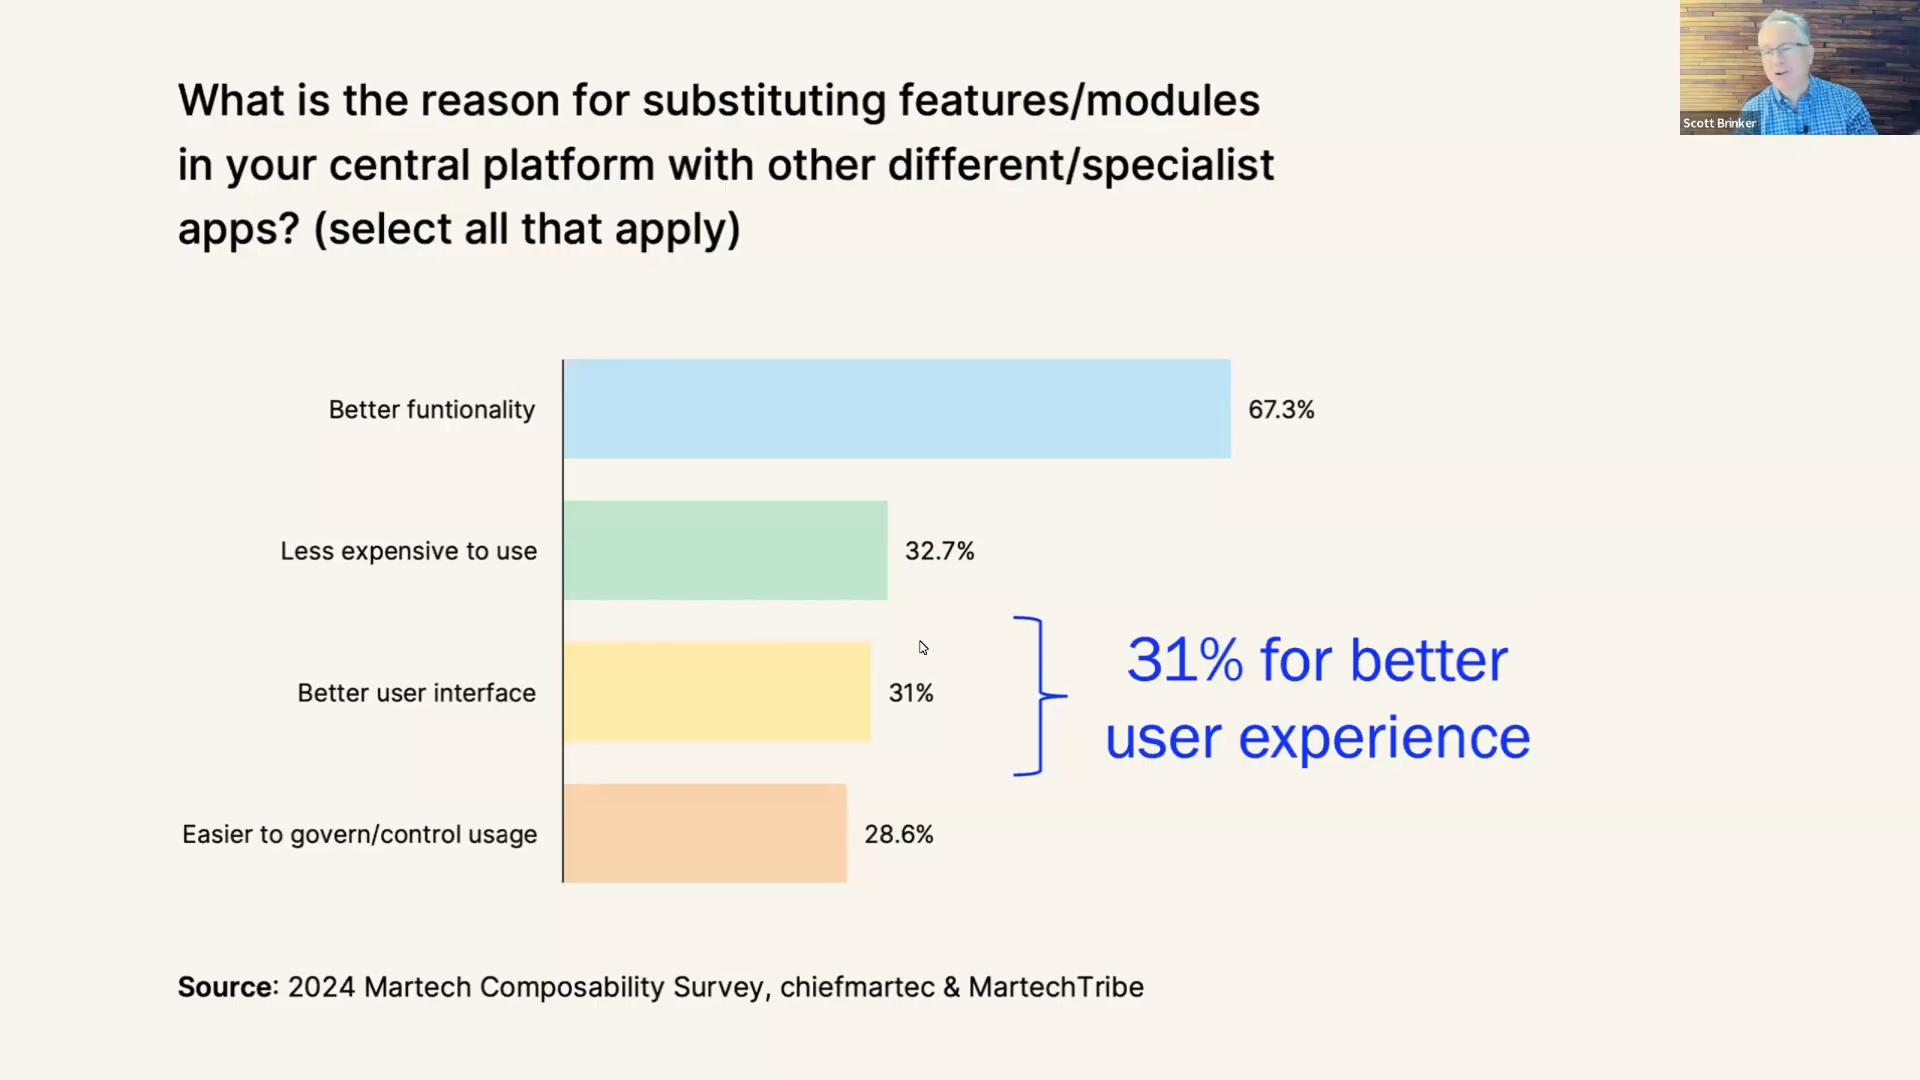 What is the reason for substituting features/modules
in your central platform with other different/specialist
apps? (select all that apply)
Scott Brinker
Better funtionality
67.3%
Less expensive to use
32.7%
Better user interface
31%
31% for better
user experience
Easier to govern/control usage
28.6%
Source: 2024 Martech Composability Survey, chiefmartec & MartechTribe